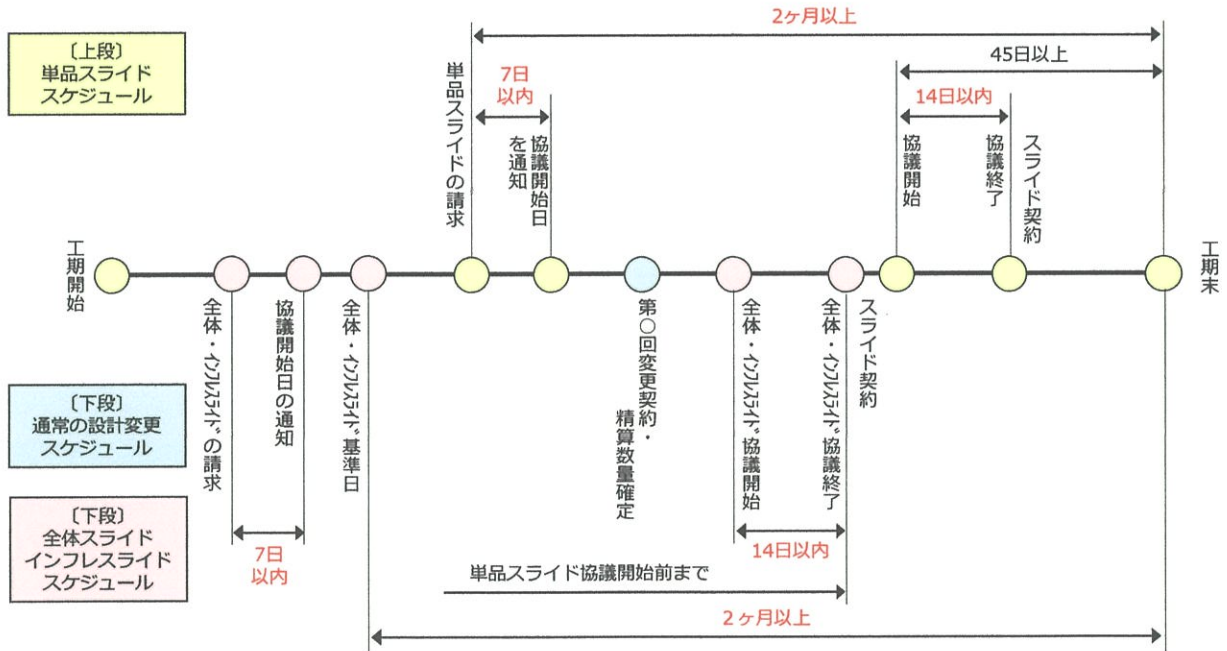 〔上段〕
単品スライド
スケジュール
2ヶ月以上
45日以上
7日
以内
14日以内
単品スライドの請求
協議開始日
を通知
協議開始
協議終了
スライド契約
工期開始
工期末
全体・インフレスライドの請求
協議開始日の通知
全体・インフレスライド基準日
第〇回変更契約・
精算数量確定
全体・インフレスライド協議開始
全体・インフレスライド協議終了
スライド契約
〔下段〕
通常の設計変更
スケジュール
〔下段〕
全体スライド
インフレスライド
スケジュール
7日
以内
14日以内
単品スライド協議開始前まで
2ヶ月以上